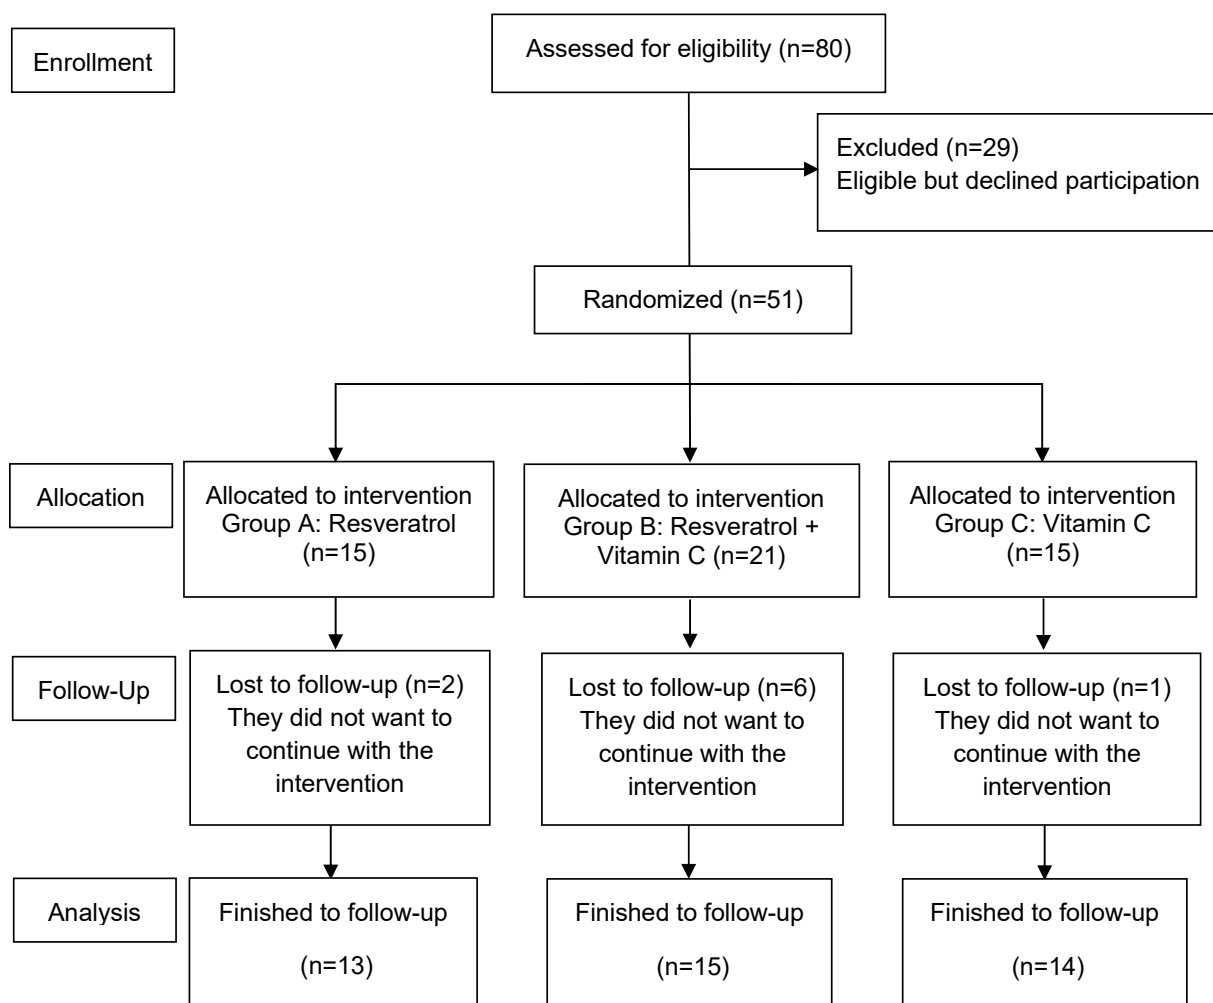 Enrollment
Assessed for eligibility (n=80)
Excluded (n=29)
Eligible but declined participation
Randomized (n=51)
Allocation
Allocated to intervention
Group A: Resveratrol
(n=15)
Allocated to intervention
Group B: Resveratrol +
Vitamin C (n=21)
Allocated to intervention
Group C: Vitamin C
(n=15)
Follow-Up
Lost to follow-up (n=2)
They did not want to
continue with the
intervention
Lost to follow-up (n=6)
They did not want to
continue with the
intervention
Lost to follow-up (n=1)
They did not want to
continue with the
intervention
Analysis
Finished to follow-up
(n=13)
Finished to follow-up
(n=15)
Finished to follow-up
(n=14)